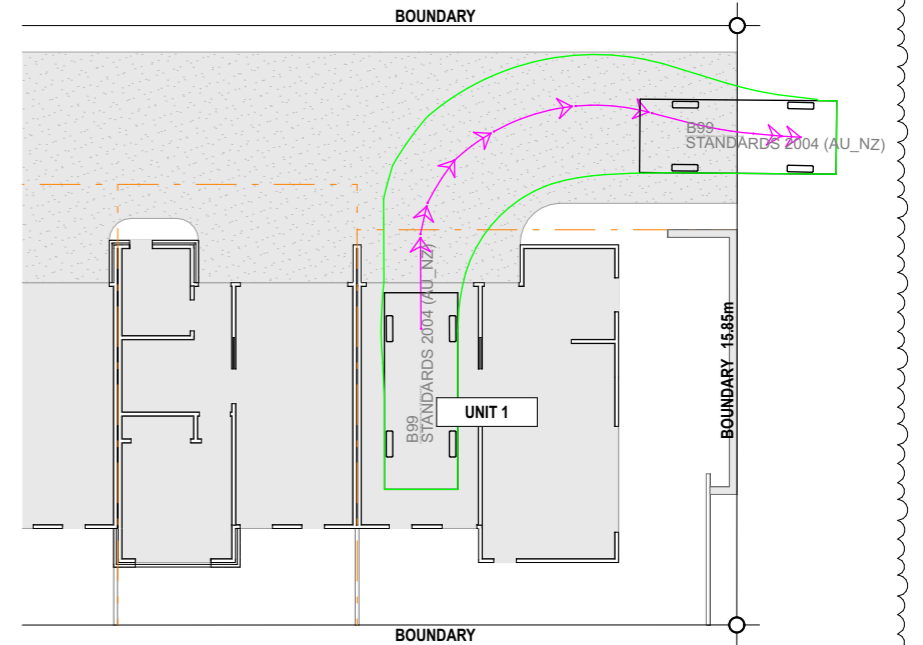 BOUNDARY
B99
STANDARDS 2004 (AU_NZ)
B99
STANDARDS 2004 (AU_NZ)
UNIT 1
BOUNDARY 15.85m
BOUNDARY